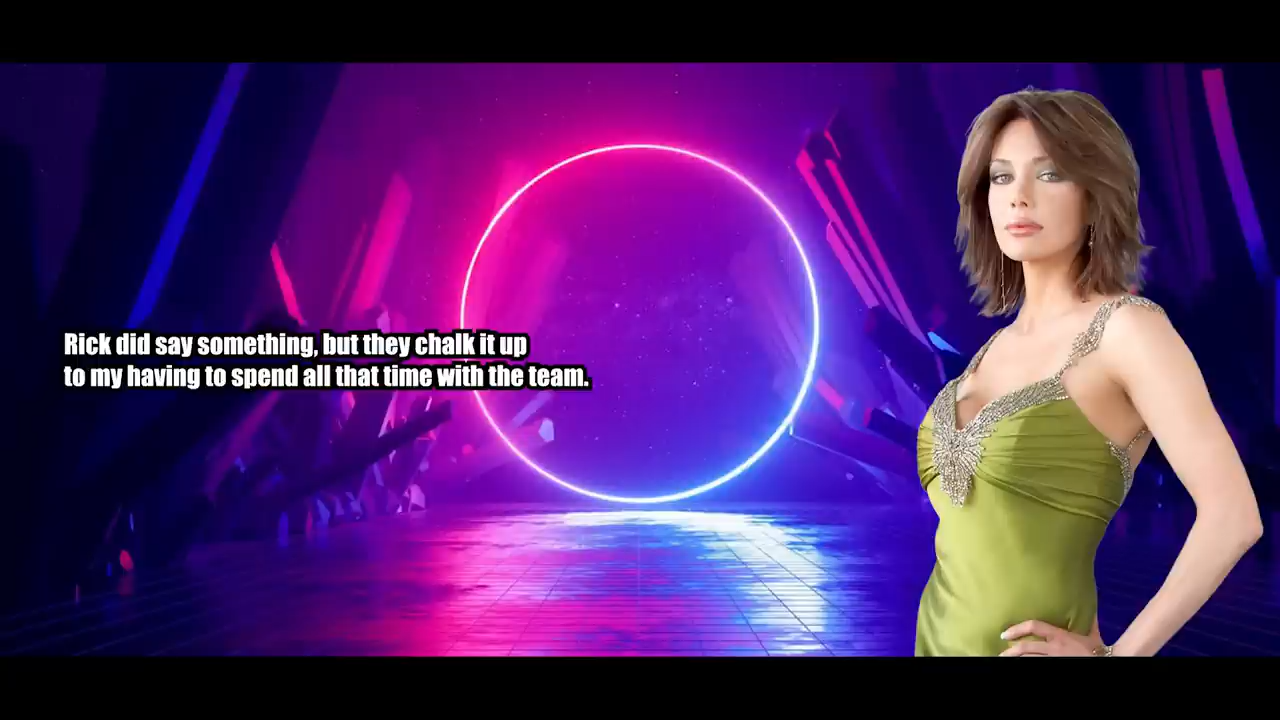 Rick did say something, but they chalk it up
to my having to spend all that time with the team.